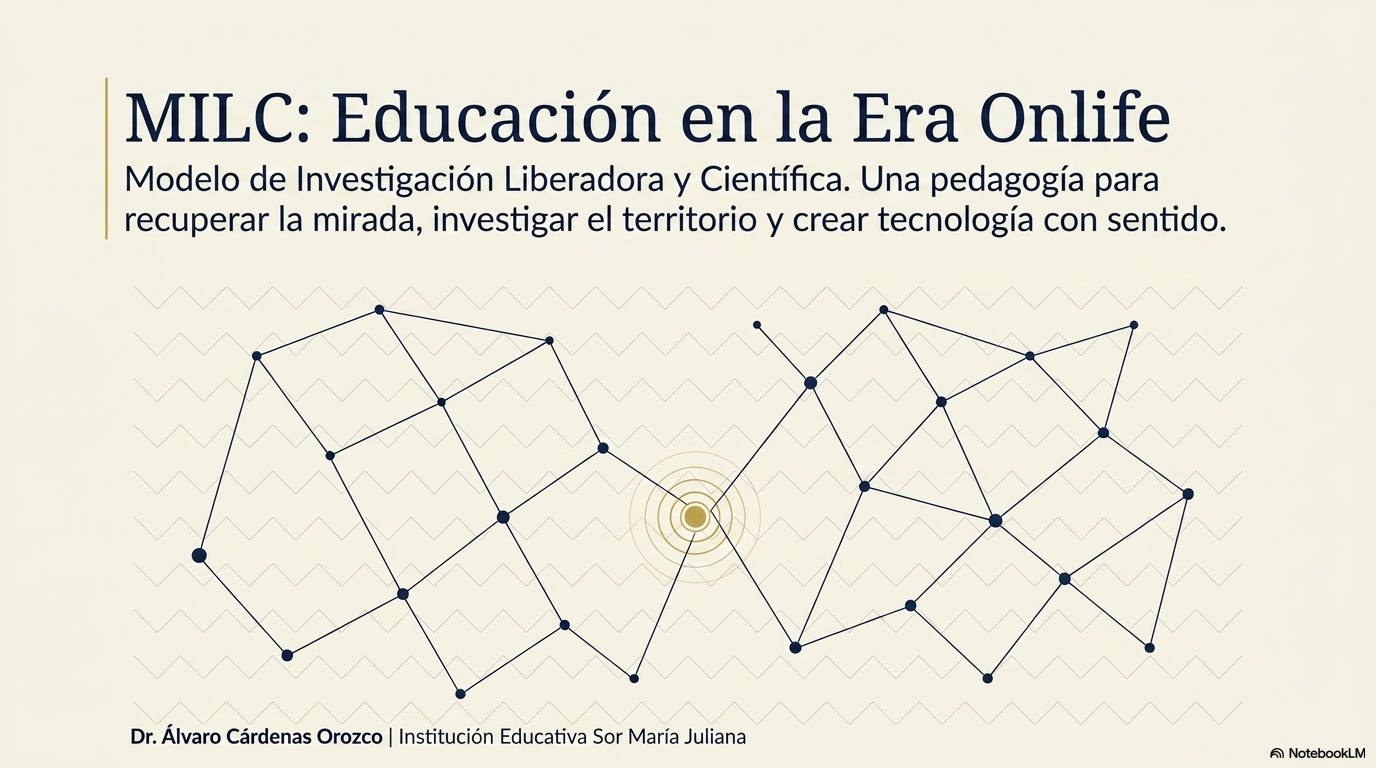 MILC: Educación en la Era Onlife
Modelo de Investigación Liberadora y Científica. Una pedagogía para
recuperar la mirada, investigar el territorio y crear tecnología con sentido.
Dr. Álvaro Cárdenas Orozco | Institución Educativa Sor María Juliana
NotebookLM